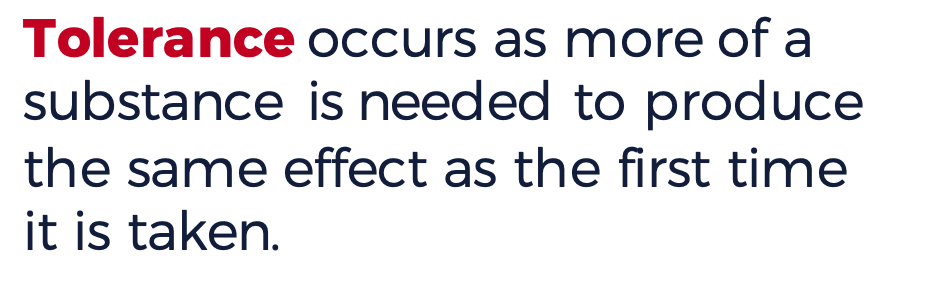 Tolerance occurs as more of a
substance is needed to produce
the same effect as the first time
it is taken.